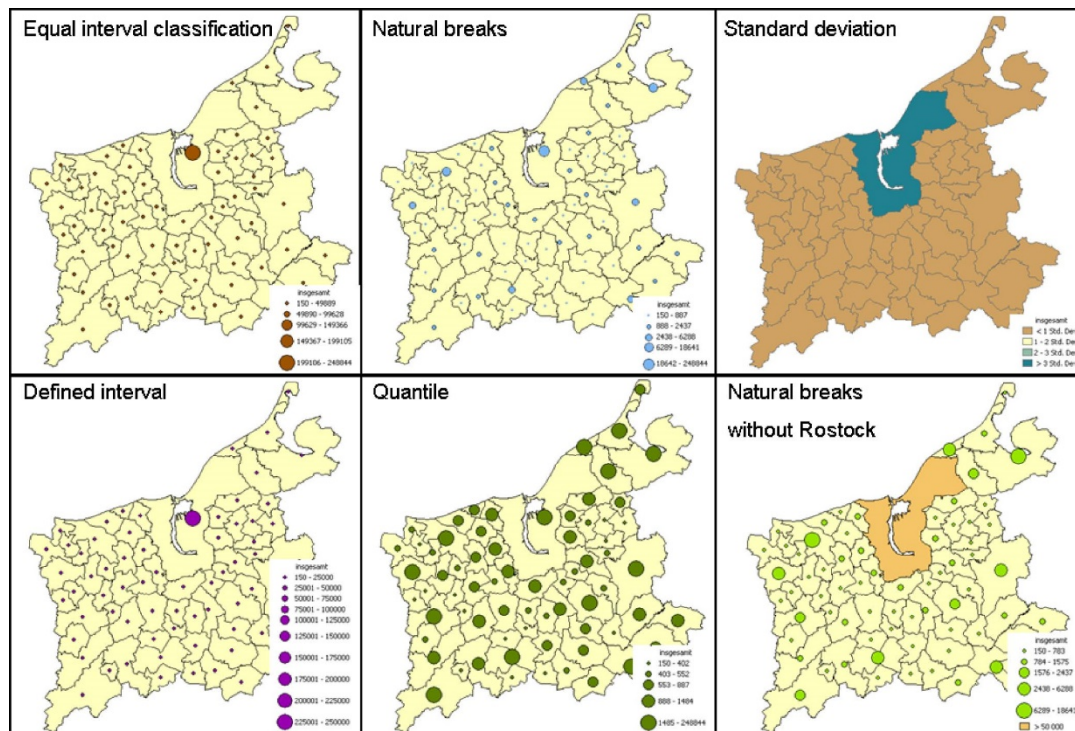 Equal interval classification
insgesamt
150 - 49889
49890 - 99628
99629 - 149366
149367 - 199105
199106 - 248844
Natural breaks
insgesamt
150 - 887
888 - 2437
2438 - 6288
6289 - 18641
18642 - 248844
Standard deviation
insgesamt
< 1 Std. Dev
1 - 2 Std. Dev
2 - 3 Std. Dev
> 3 Std. Dev
Defined interval
insgesamt
150 - 25000
25001 - 50000
50001 - 75000
75001 - 100000
100001 - 125000
125001 - 150000
150001 - 175000
175001 - 200000
200001 - 225000
225001 - 250000
Quantile
insgesamt
150 - 402
403 - 552
553 - 887
888 - 1484
1485 - 248844
Natural breaks
without Rostock
insgesamt
150 - 783
784 - 1575
1576 - 2437
2438 - 6288
6289 - 18641
> 50 000